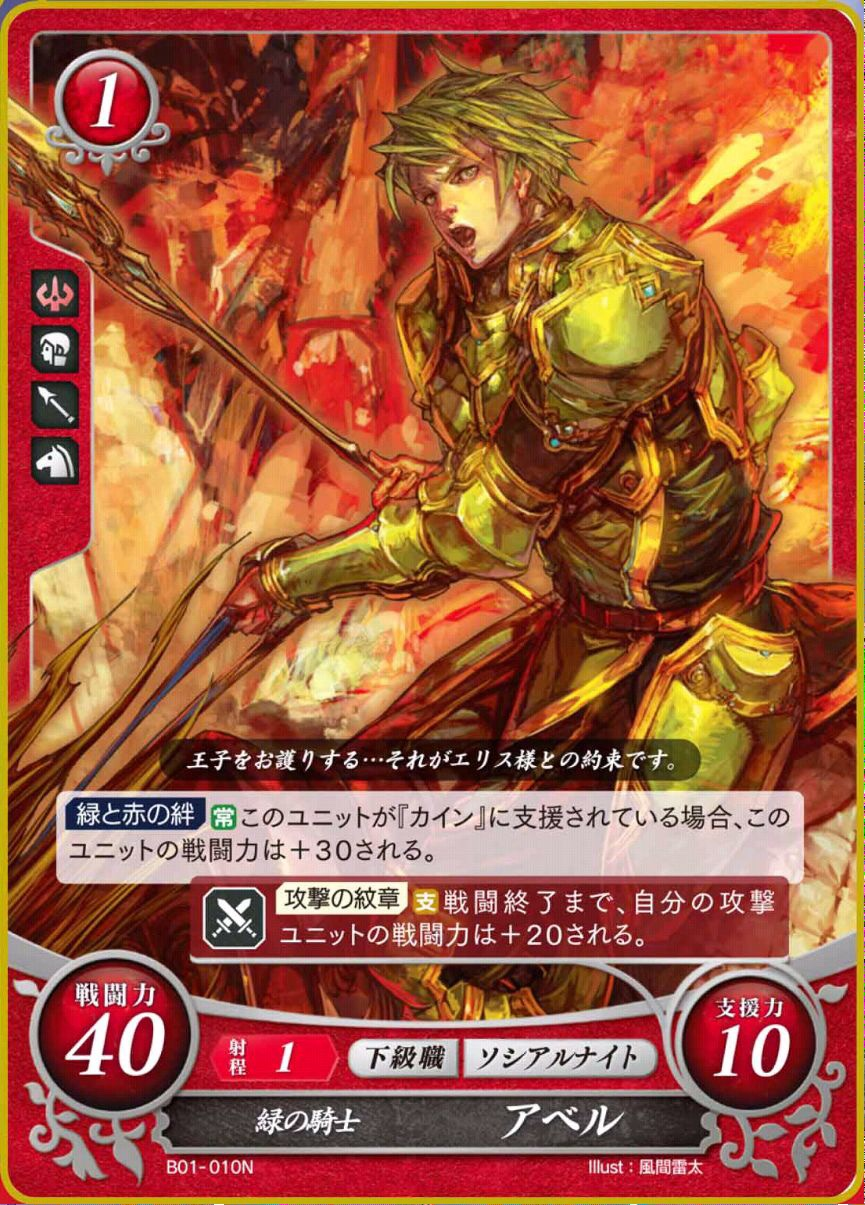 1
王子をお護りする…それがエリス様との約束です。
緑と赤の絆 常 このユニットが『カイン』に支援されている場合、この
ユニットの戦闘力は＋30される。
攻撃の紋章 支 戦闘終了まで、自分の攻撃
ユニットの戦闘力は＋20される。
戦闘力
40
射程 1
下級職 ソシアルナイト
支援力
10
緑の騎士 アベル
B01-010N Illust：風間雷太